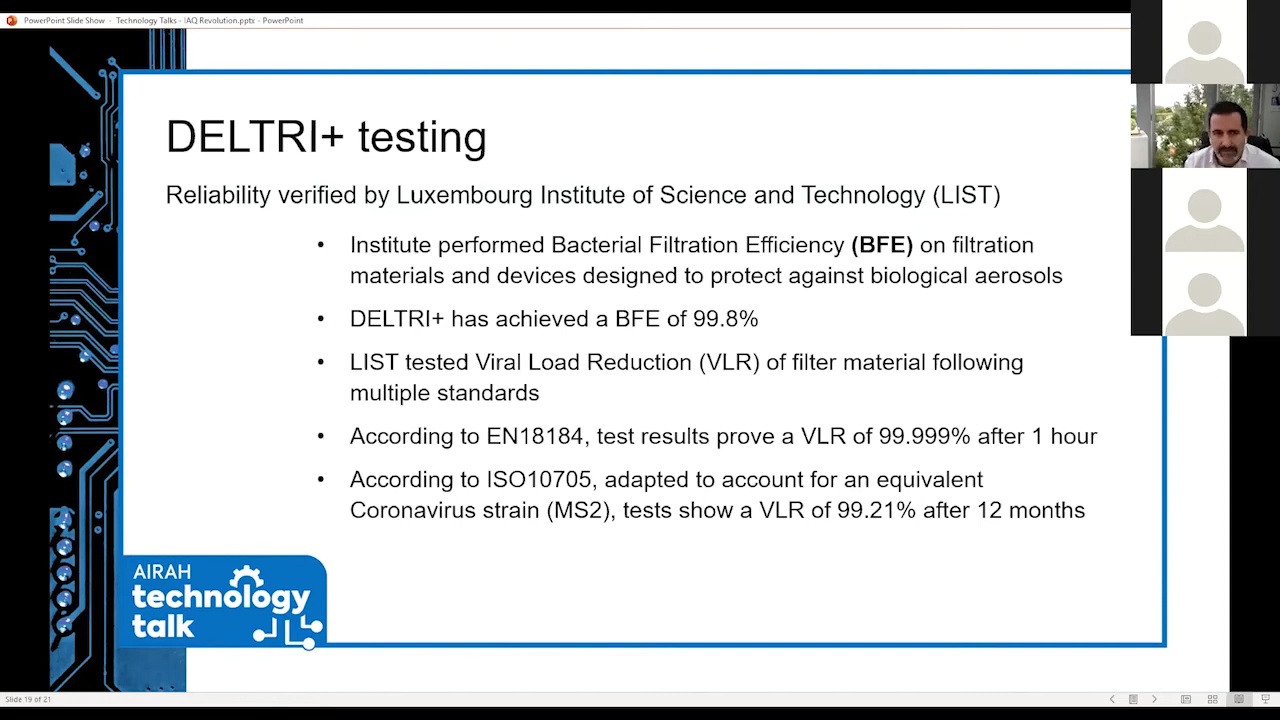 PowerPoint Slide Show - Technology Talks - IAQ Revolution.pptx - PowerPoint
DELTRI+ testing
Reliability verified by Luxembourg Institute of Science and Technology (LIST)
• Institute performed Bacterial Filtration Efficiency (BFE) on filtration
materials and devices designed to protect against biological aerosols
• DELTRI+ has achieved a BFE of 99.8%
• LIST tested Viral Load Reduction (VLR) of filter material following
multiple standards
• According to EN18184, test results prove a VLR of 99.999% after 1 hour
• According to ISO10705, adapted to account for an equivalent
Coronavirus strain (MS2), tests show a VLR of 99.21% after 12 months
AIRAH
technology
talk
Slide 19 of 21